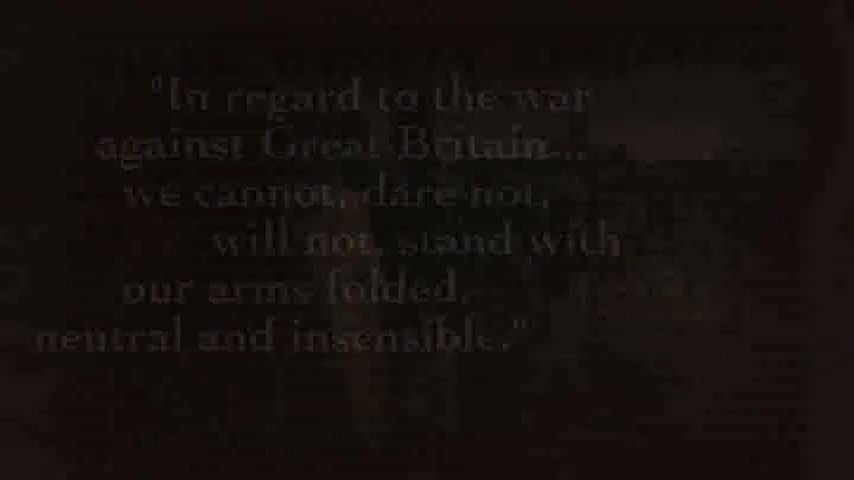 "In regard to the war
against Great Britain...
we cannot, dare not,
will not, stand with
our arms folded,
neutral and insensible."